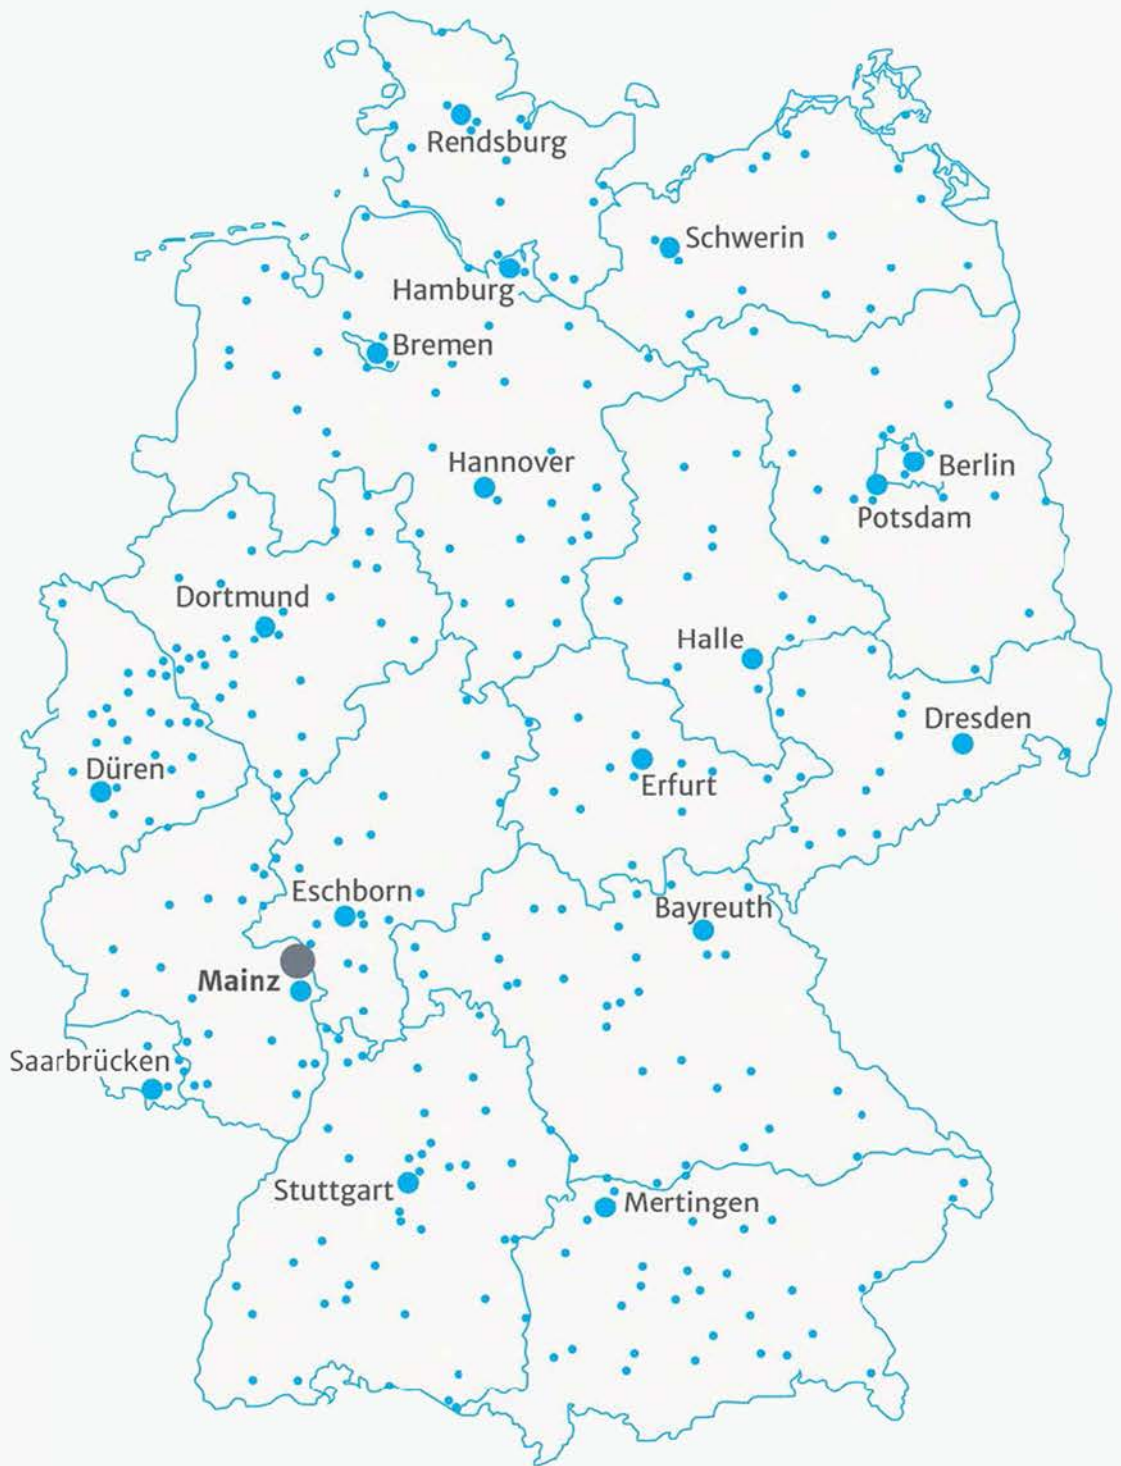 Rendsburg
Schwerin
Hamburg
Bremen
Hannover
Berlin
Potsdam
Dortmund
Halle
Dresden
Düren
Erfurt
Eschborn
Bayreuth
Mainz
Saarbrücken
Stuttgart
Mertingen